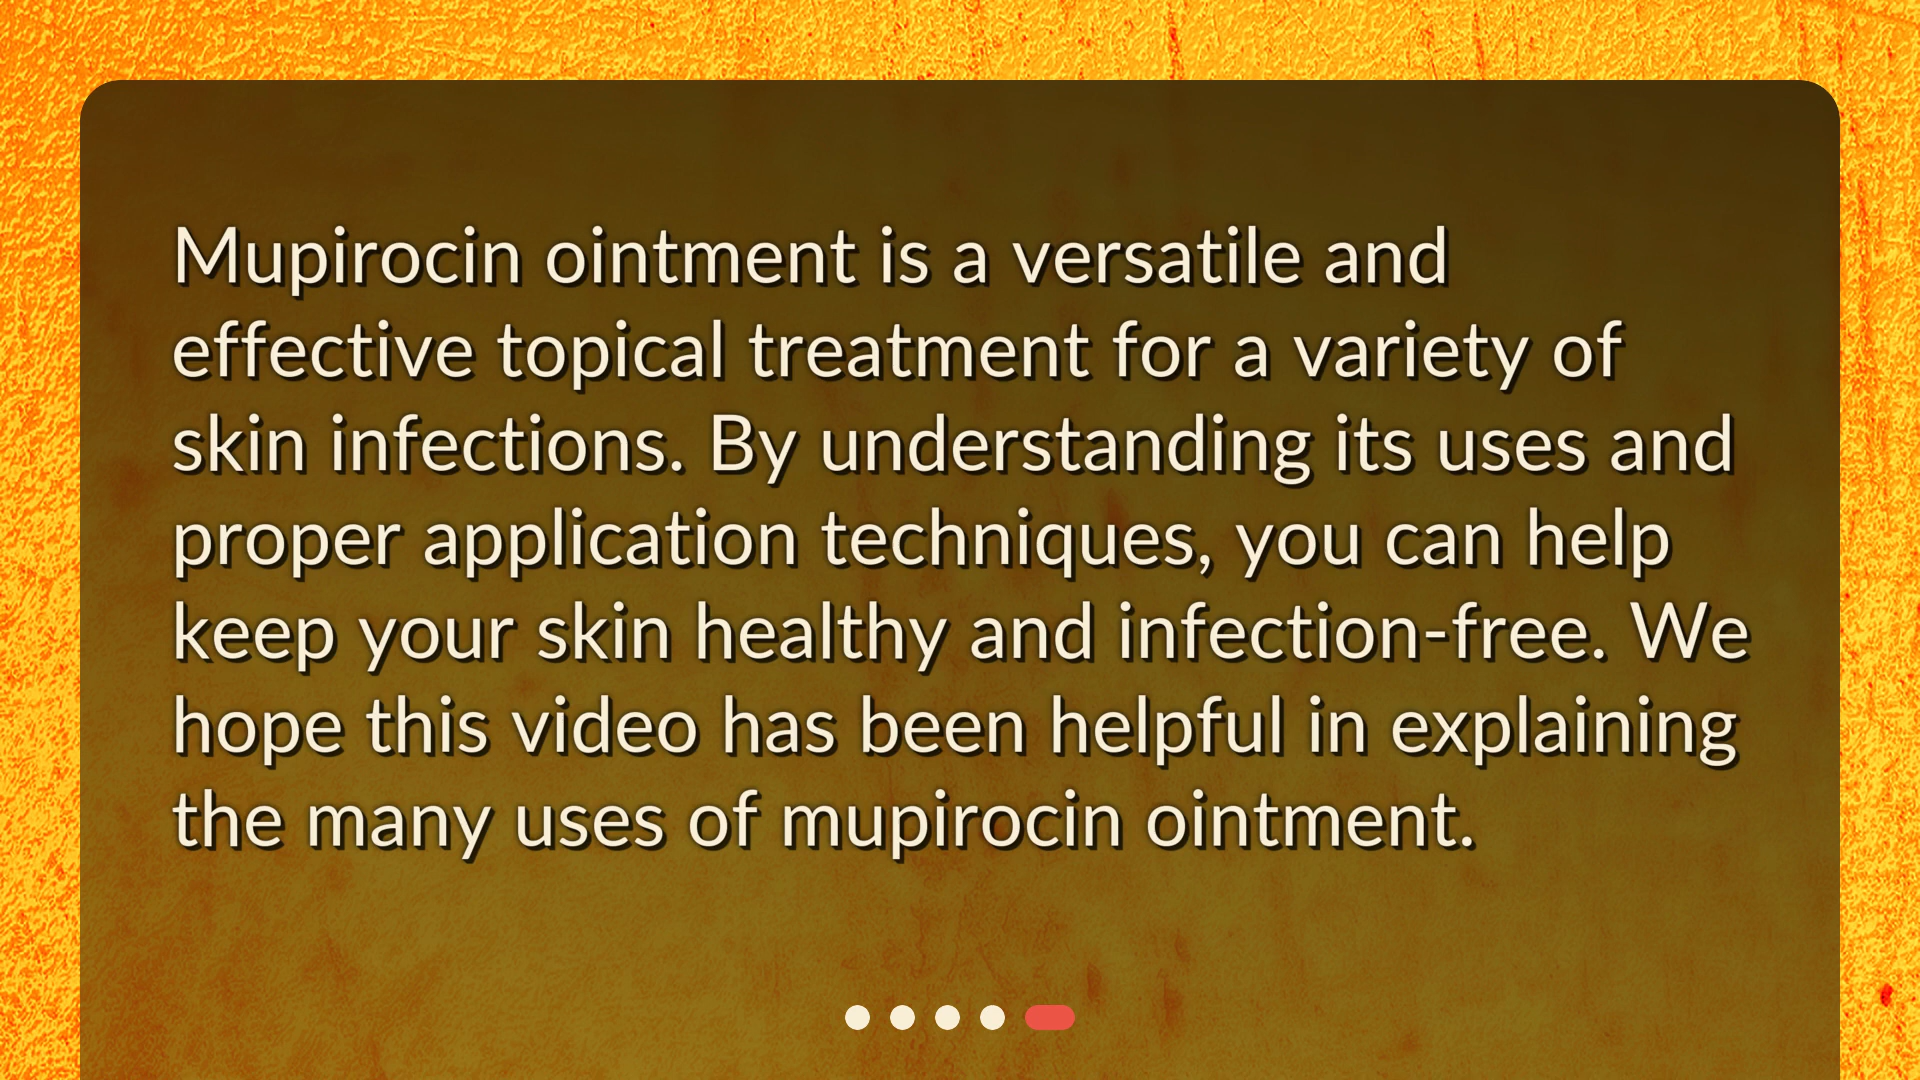 Mupirocin ointment is a versatile and
effective topical treatment for a variety of
skin infections. By understanding its uses and
proper application techniques, you can help
keep your skin healthy and infection-free. We
hope this video has been helpful in explaining
the many uses of mupirocin ointment.